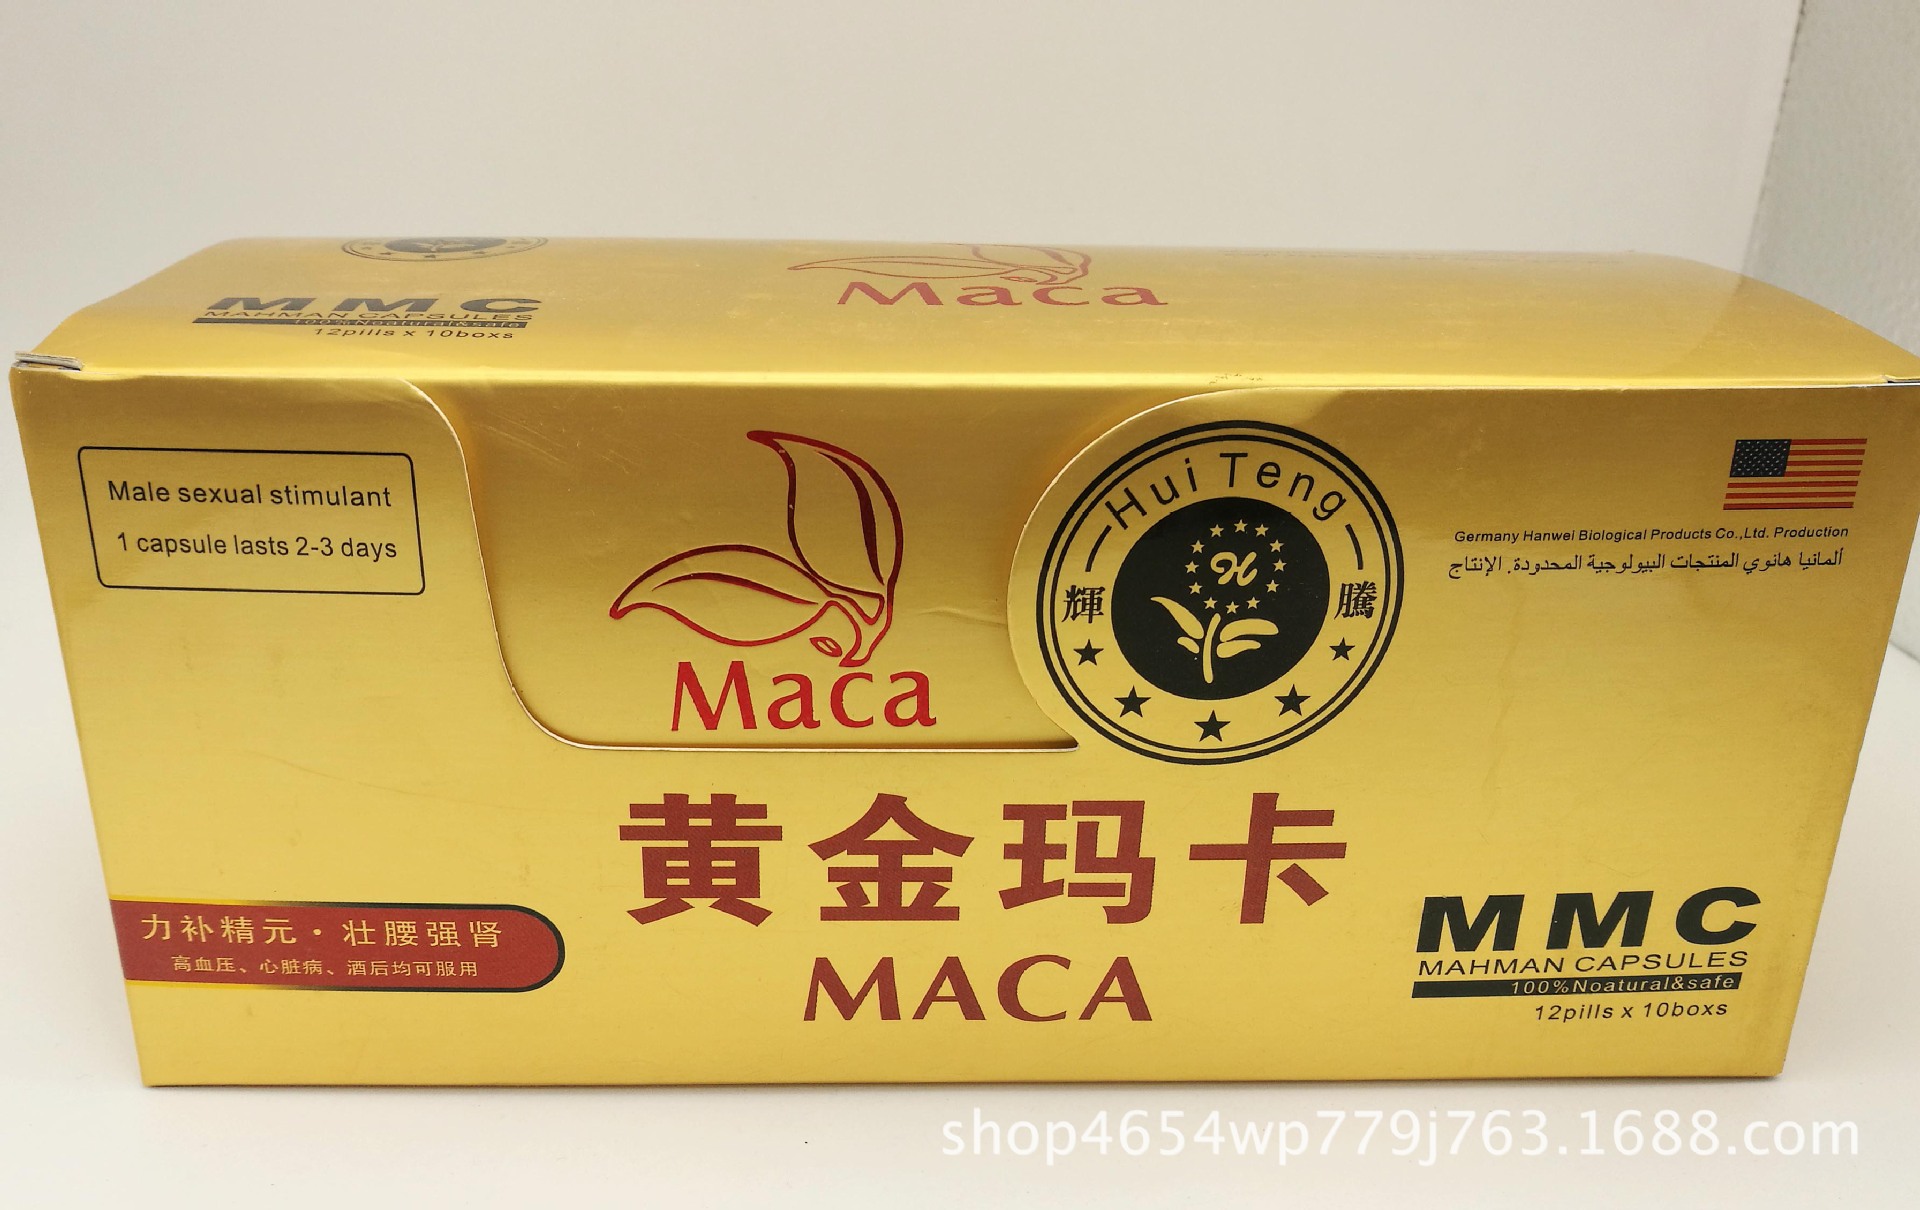 Maca
MMC
MAHMAN CAPSULES
100%Noatural&safe
12pills x 10boxs
Male sexual stimulant
1 capsule lasts 2-3 days
Maca
Hui Teng
輝 騰
H
Germany Hanwei Biological Products Co.,Ltd. Production
ألمانيا هانوي المنتجات البيولوجية المحدودة. الإنتاج
黄金玛卡
MACA
力补精元·壮腰强肾
高血压、心脏病、酒后均可服用
MMC
MAHMAN CAPSULES
100%Noatural&safe
12pills x 10boxs
shop4654wp779j763.1688.com